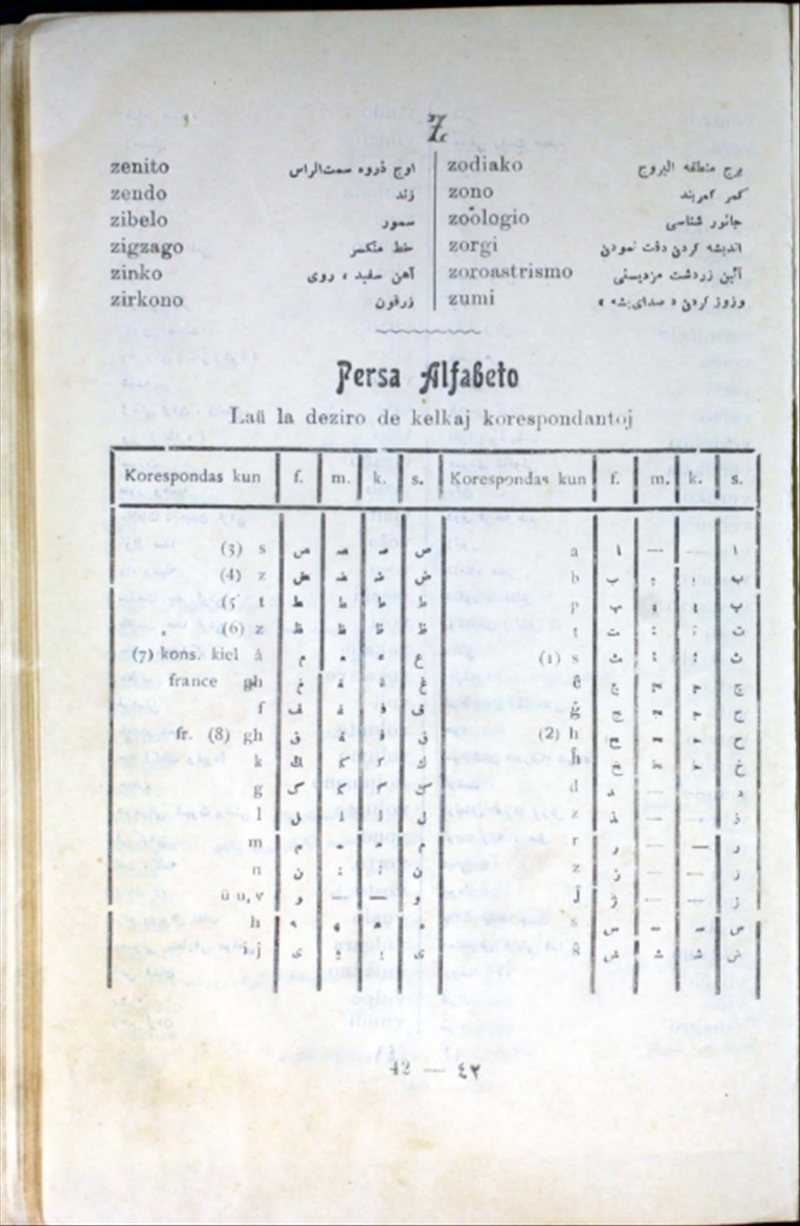 Z
zenito اوج ذروه سمت‌الراس
zendo زند
zibelo سمور
zigzago خط منکسر
zinko آهن سفید ، روی
zirkono زرقون
zodiako برج منطقه البروج
zono کمر کمربند
zoologio جانور شناسی
zorgi اندیشه کردن دقت نمودن
zoroastrismo آئین زردشت مزدیسنی
zumi وزوز کردن
Persa Alfabeto
Laŭ la deziro de kelkaj korespondantoj
Korespondas kun f. m. k. s. Korespondas kun f. m. k. s.
(3) s ص ص a ا — — ا
(4) z ض ض b ب ب
(5) t ط ط ط ط p پ پ
(6) z ظ ظ ظ ظ t ت ت
(7) kons. kiel ع (1) s ث ث
france gh غ ĉ چ
f ف ف ĝ ج
fr. (8) gh ق ق (2) h ح
k ك ك ĥ خ
g گ گ d د — — د
l ل ل z ذ — — ذ
m م م r ر — — ر
n ن ن z ز — — ز
ŭ u, v و — — و ĵ ژ — — ژ
h s س س
i, j ی ی ŝ ش ش
42 — ٤٢